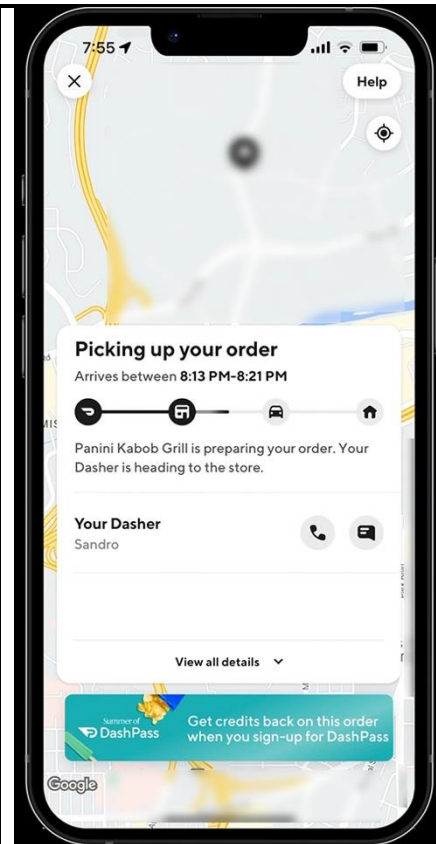 7:55
Help
Picking up your order
Arrives between 8:13 PM-8:21 PM
Panini Kabob Grill is preparing your order. Your
Dasher is heading to the store.
Your Dasher
Sandro
View all details
Summer of
DashPass
Get credits back on this order
when you sign-up for DashPass
Google